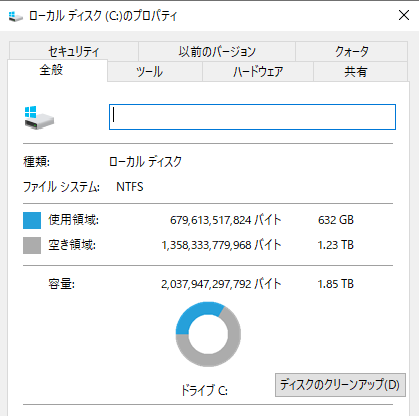 ローカル ディスク (C:)のプロパティ
セキュリティ 以前のバージョン クォータ
全般 ツール ハードウェア 共有
種類: ローカル ディスク
ファイル システム: NTFS
使用領域: 679,613,517,824 バイト 632 GB
空き領域: 1,358,333,779,968 バイト 1.23 TB
容量: 2,037,947,297,792 バイト 1.85 TB
ドライブ C:
ディスクのクリーンアップ(D)